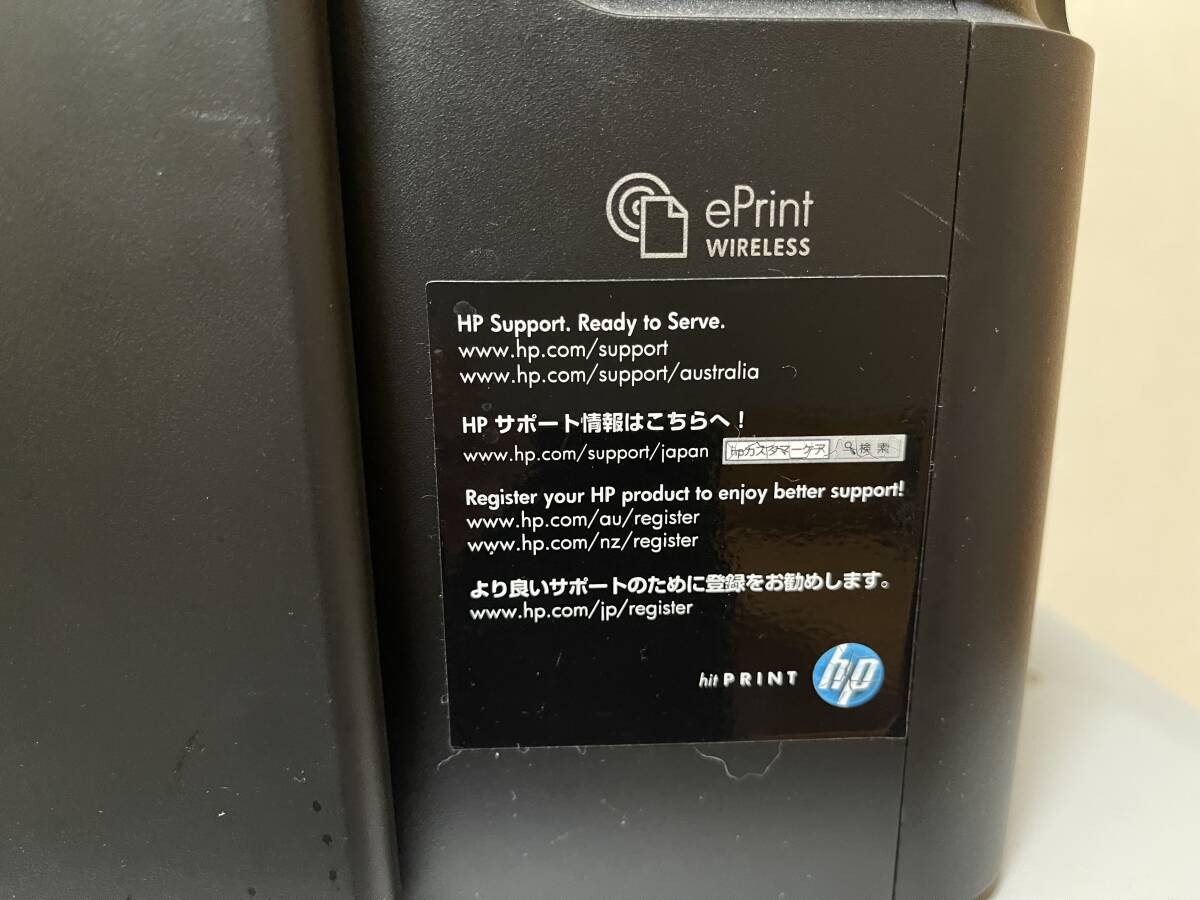 ePrint
WIRELESS
HP Support. Ready to Serve.
www.hp.com/support
www.hp.com/support/australia
HP サポート情報はこちらへ！
www.hp.com/support/japan hpカスタマーケア 検索
Register your HP product to enjoy better support!
www.hp.com/au/register
www.hp.com/nz/register
より良いサポートのために登録をお勧めします。
www.hp.com/jp/register
hit PRINT hp